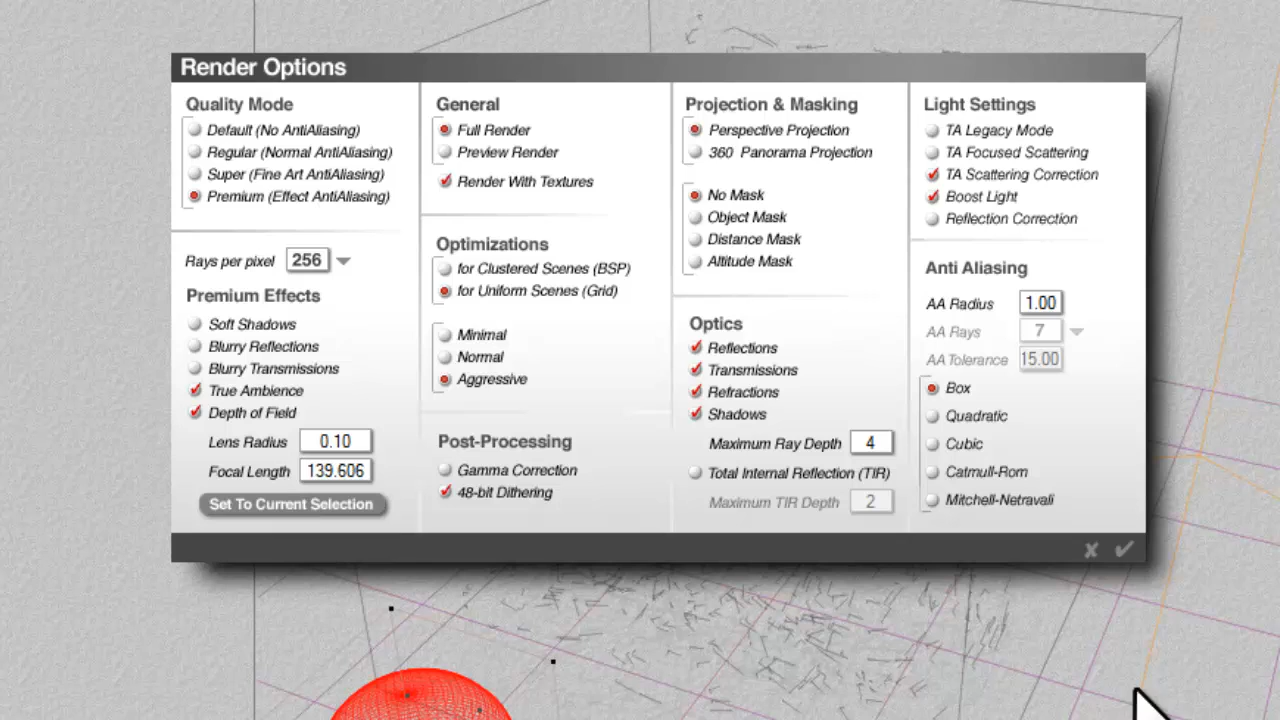 Render Options
Quality Mode
Default (No AntiAliasing)
Regular (Normal AntiAliasing)
Super (Fine Art AntiAliasing)
Premium (Effect AntiAliasing)
Rays per pixel 256
Premium Effects
Soft Shadows
Blurry Reflections
Blurry Transmissions
True Ambience
Depth of Field
Lens Radius 0.10
Focal Length 139.606
Set To Current Selection
General
Full Render
Preview Render
Render With Textures
Optimizations
for Clustered Scenes (BSP)
for Uniform Scenes (Grid)
Minimal
Normal
Aggressive
Post-Processing
Gamma Correction
48-bit Dithering
Projection & Masking
Perspective Projection
360 Panorama Projection
No Mask
Object Mask
Distance Mask
Altitude Mask
Optics
Reflections
Transmissions
Refractions
Shadows
Maximum Ray Depth 4
Total Internal Reflection (TIR)
Maximum TIR Depth 2
Light Settings
TA Legacy Mode
TA Focused Scattering
TA Scattering Correction
Boost Light
Reflection Correction
Anti Aliasing
AA Radius 1.00
AA Rays 7
AA Tolerance 15.00
Box
Quadratic
Cubic
Catmull-Rom
Mitchell-Netravali